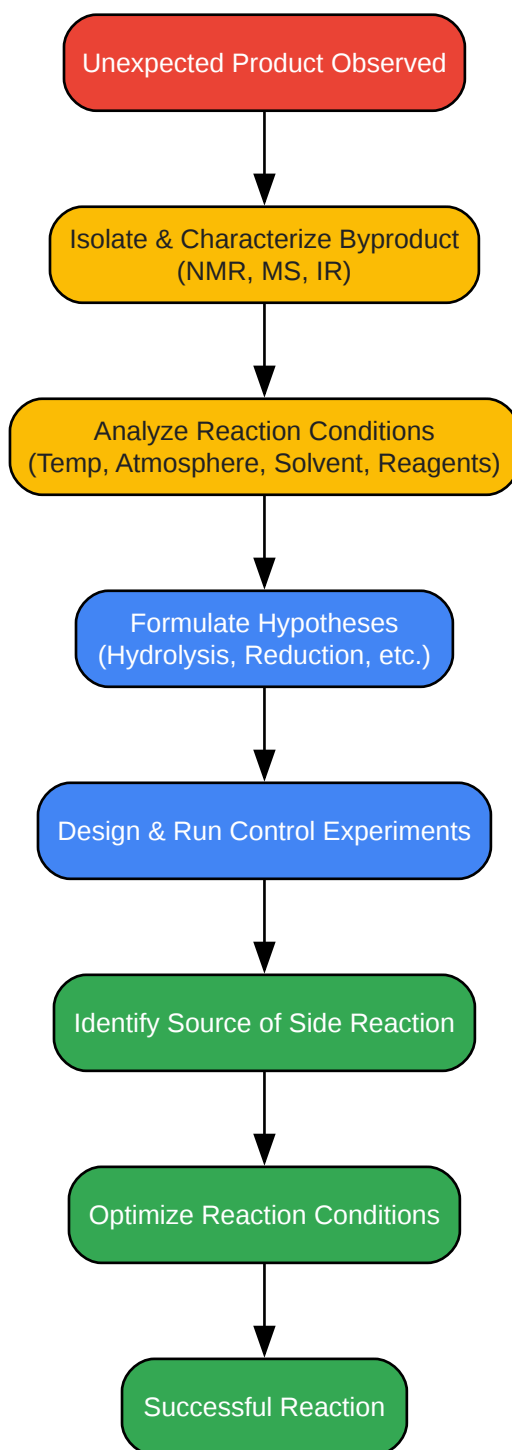 Unexpected Product Observed
Isolate & Characterize Byproduct
(NMR, MS, IR)
Analyze Reaction Conditions
(Temp, Atmosphere, Solvent, Reagents)
Formulate Hypotheses
(Hydrolysis, Reduction, etc.)
Design & Run Control Experiments
Identify Source of Side Reaction
Optimize Reaction Conditions
Successful Reaction